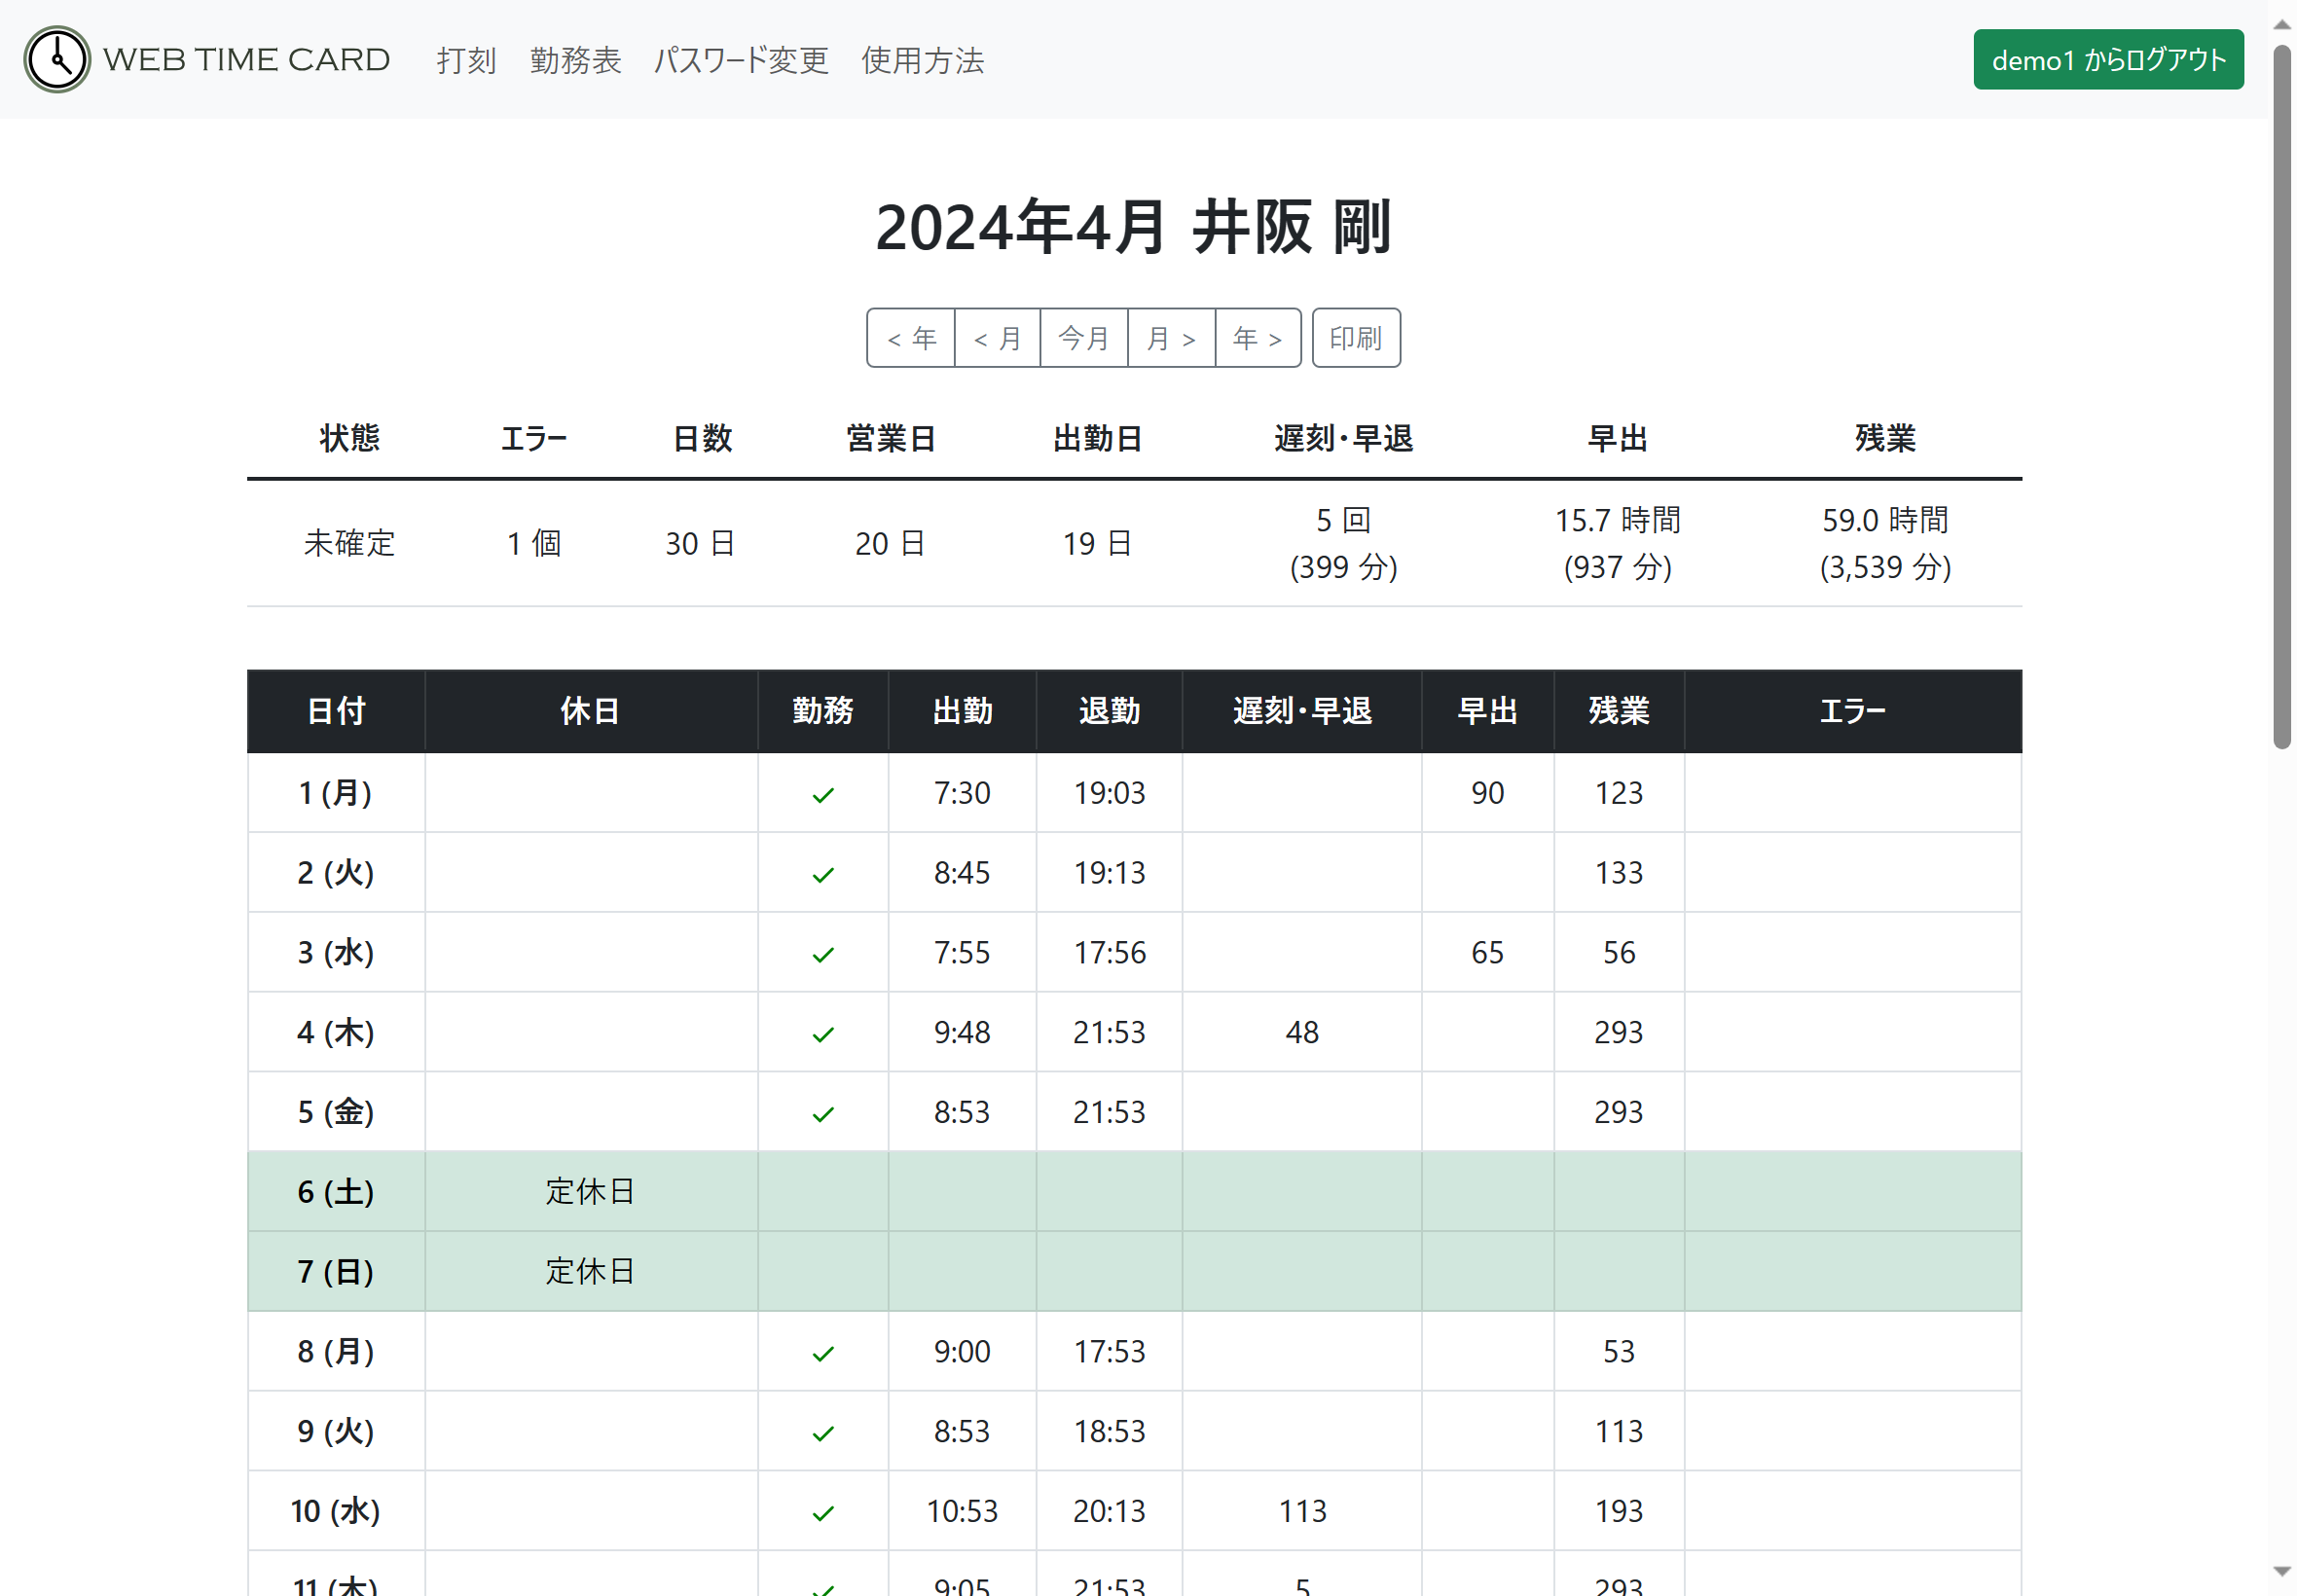 WEB TIME CARD 打刻 勤務表 パスワード変更 使用方法 demo1 からログアウト
2024年4月 井阪 剛
< 年 < 月 今月 月 > 年 > 印刷
状態 エラー 日数 営業日 出勤日 遅刻・早退 早出 残業
未確定 1 個 30 日 20 日 19 日 5 回 (399 分) 15.7 時間 (937 分) 59.0 時間 (3,539 分)
日付 休日 勤務 出勤 退勤 遅刻・早退 早出 残業 エラー
1 (月) ✓ 7:30 19:03 90 123
2 (火) ✓ 8:45 19:13 133
3 (水) ✓ 7:55 17:56 65 56
4 (木) ✓ 9:48 21:53 48 293
5 (金) ✓ 8:53 21:53 293
6 (土) 定休日
7 (日) 定休日
8 (月) ✓ 9:00 17:53 53
9 (火) ✓ 8:53 18:53 113
10 (水) ✓ 10:53 20:13 113 193
11 (木) ✓ 9:05 21:53 5 293